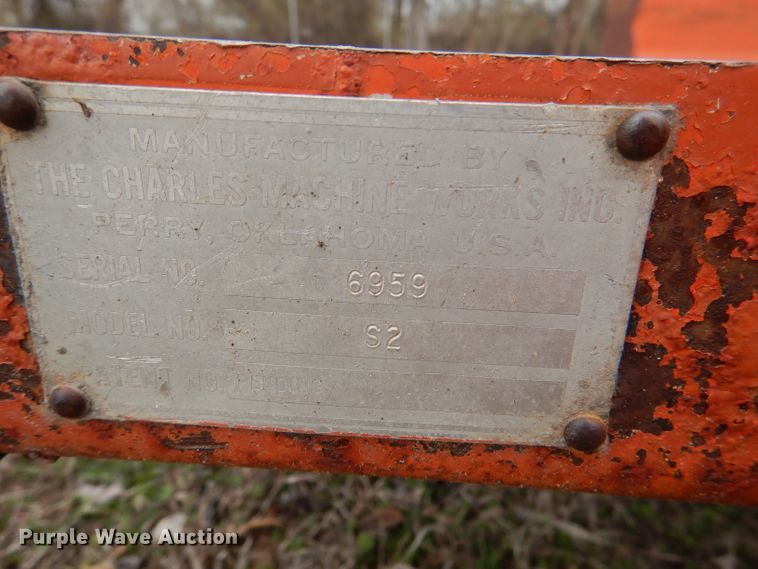 MANUFACTURED BY
THE CHARLES MACHINE WORKS INC.
PERRY, OKLAHOMA U.S.A.
SERIAL NO. 6959
MODEL NO. S2
PATENT NO. PENDING
Purple Wave Auction